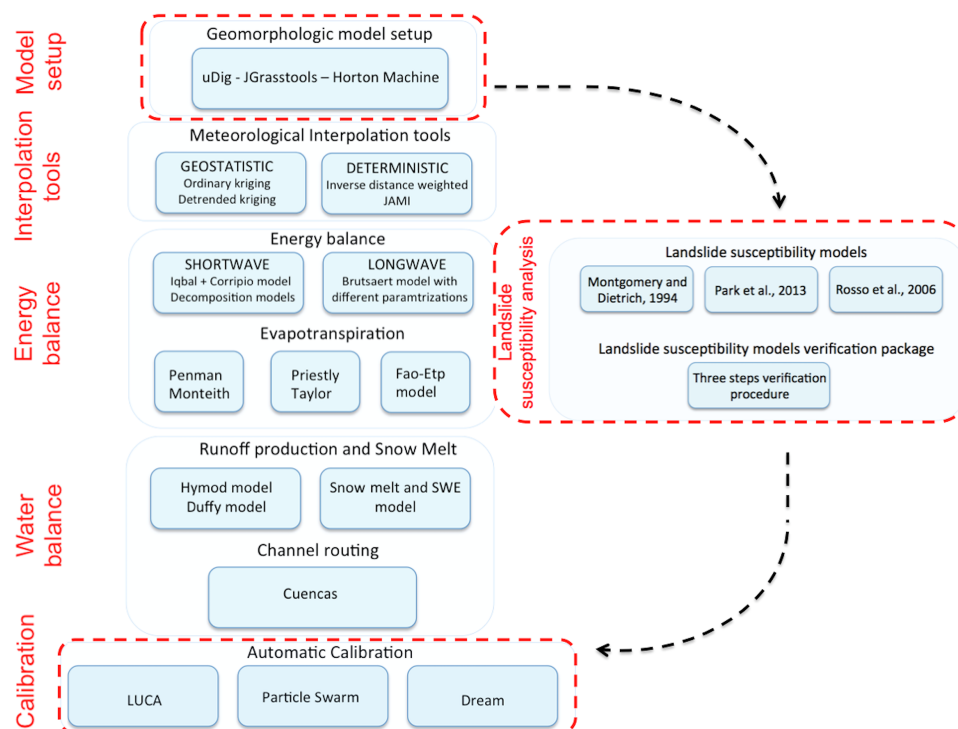 Model
setup
Geomorphologic model setup
uDig - JGrasstools – Horton Machine
Interpolation
tools
Meteorological Interpolation tools
GEOSTATISTIC
Ordinary kriging
Detrended kriging
DETERMINISTIC
Inverse distance weighted
JAMI
Energy
balance
Energy balance
SHORTWAVE
Iqbal + Corripio model
Decomposition models
LONGWAVE
Brutsaert model with
different paramtrizations
Evapotranspiration
Penman
Monteith
Priestly
Taylor
Fao-Etp
model
Landslide
susceptibility analysis
Landslide susceptibility models
Montgomery and
Dietrich, 1994
Park et al., 2013
Rosso et al., 2006
Landslide susceptibility models verification package
Three steps verification
procedure
Water
balance
Runoff production and Snow Melt
Hymod model
Duffy model
Snow melt and SWE
model
Channel routing
Cuencas
Calibration
Automatic Calibration
LUCA
Particle Swarm
Dream